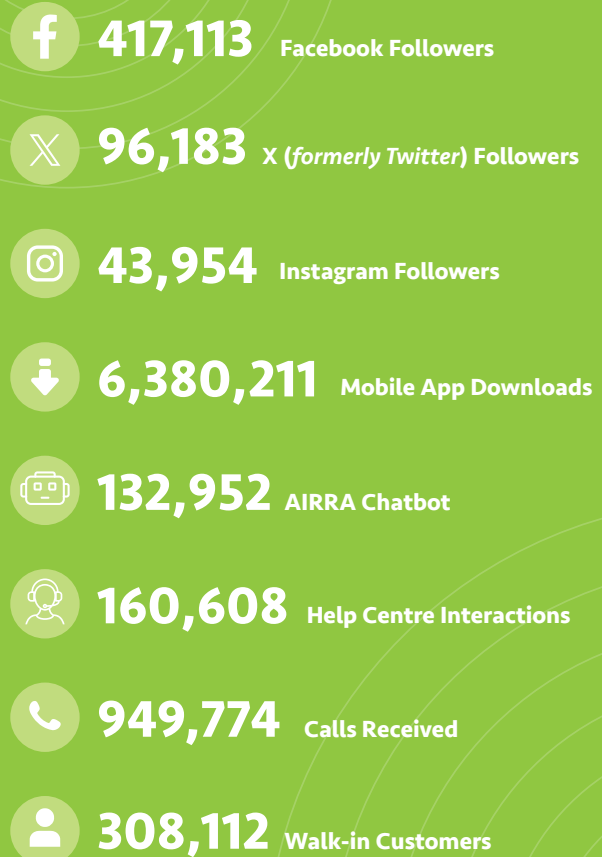 417,113 Facebook Followers
96,183 X (formerly Twitter) Followers
43,954 Instagram Followers
6,380,211 Mobile App Downloads
132,952 AIRRA Chatbot
160,608 Help Centre Interactions
949,774 Calls Received
308,112 Walk-in Customers